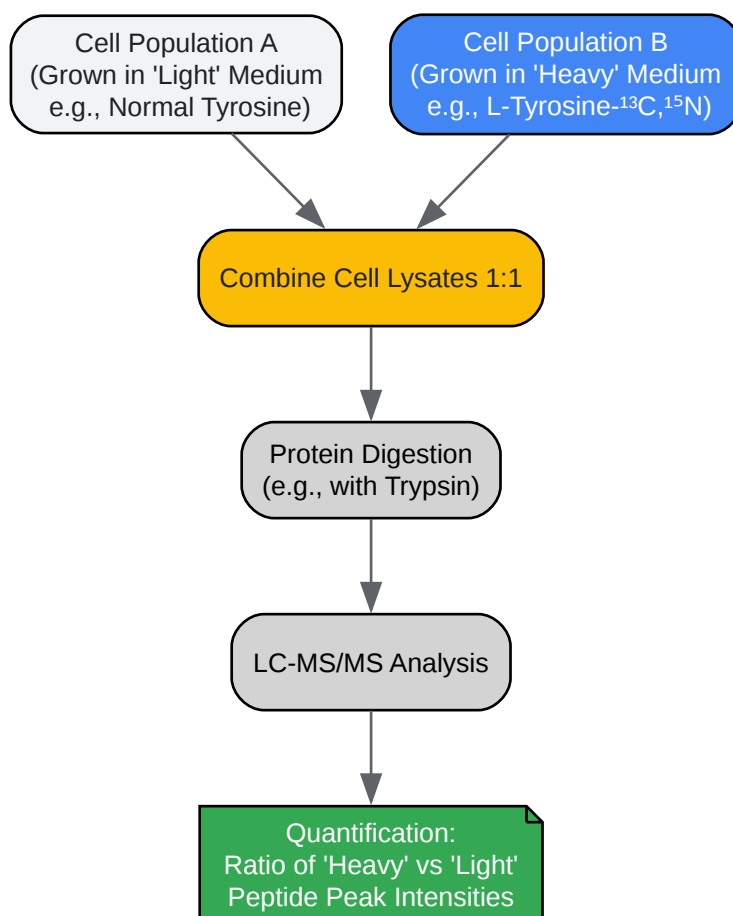 Cell Population A
(Grown in 'Light' Medium
e.g., Normal Tyrosine)
Cell Population B
(Grown in 'Heavy' Medium
e.g., L-Tyrosine-¹³C,¹⁵N)
Combine Cell Lysates 1:1
Protein Digestion
(e.g., with Trypsin)
LC-MS/MS Analysis
Quantification:
Ratio of 'Heavy' vs 'Light'
Peptide Peak Intensities